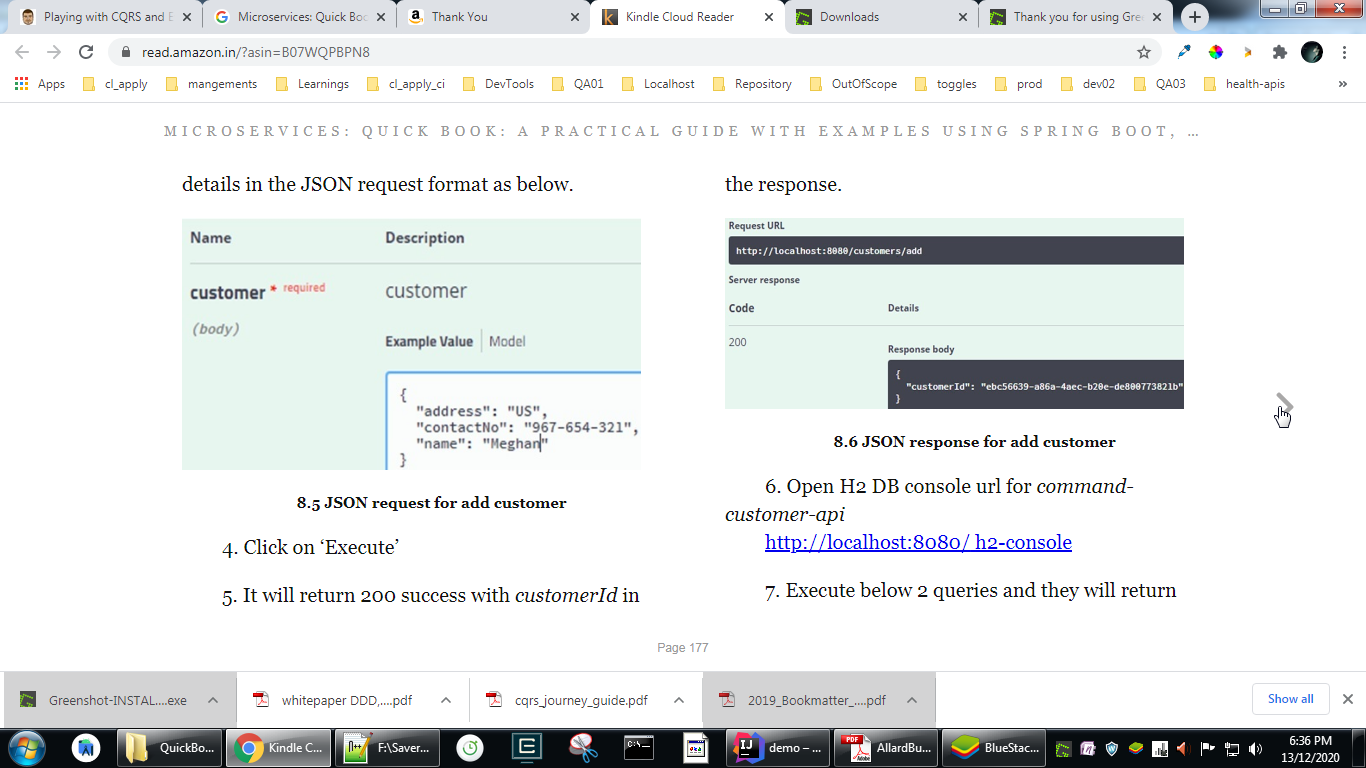 Playing with CQRS and E
Microservices: Quick Boo
Thank You
Kindle Cloud Reader
Downloads
Thank you for using Gre
read.amazon.in/?asin=B07WQPBPN8
Apps
cl_apply
mangements
Learnings
cl_apply_ci
DevTools
QA01
Localhost
Repository
OutOfScope
toggles
prod
dev02
QA03
health-apis
»
MICROSERVICES: QUICK BOOK: A PRACTICAL GUIDE WITH EXAMPLES USING SPRING BOOT, ...
details in the JSON request format as below.
Name Description
customer * required customer
(body)
Example Value Model
{
"address": "US",
"contactNo": "967-654-321",
"name": "Meghan"
}
8.5 JSON request for add customer
4. Click on ‘Execute’
5. It will return 200 success with customerId in
the response.
Request URL
http://localhost:8080/customers/add
Server response
Code Details
200
Response body
{
"customerId": "ebc56639-a86a-4aec-b20e-de800773821b"
}
8.6 JSON response for add customer
6. Open H2 DB console url for command-
customer-api
http://localhost:8080/ h2-console
7. Execute below 2 queries and they will return
Page 177
Greenshot-INSTAL....exe
whitepaper DDD,....pdf
cqrs_journey_guide.pdf
2019_Bookmatter_....pdf
Show all
QuickBo...
Kindle C...
F:\Saver...
demo – ...
AllardBu...
BlueStac...
6:36 PM
13/12/2020